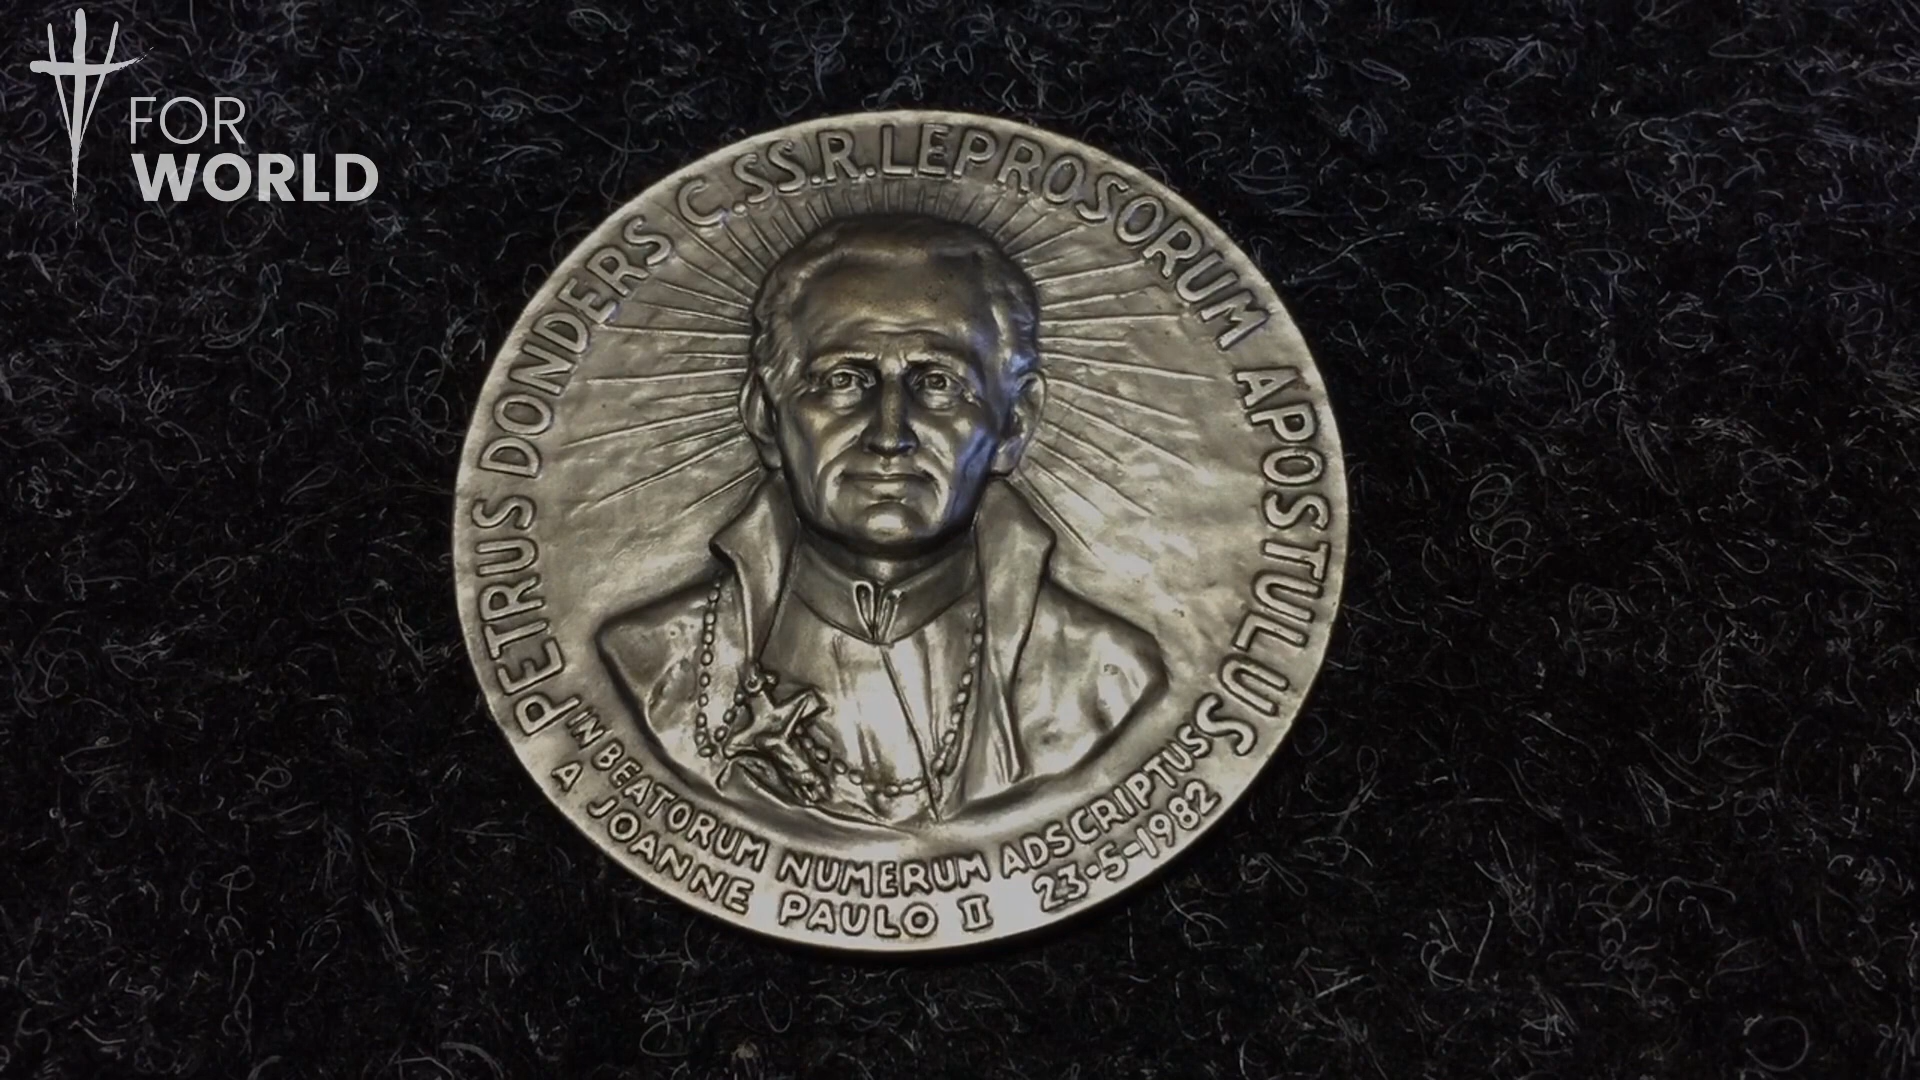 FOR
WORLD
PETRUS DONDERS C.SS.R. LEPROSORUM APOSTULUS
IN BEATORUM NUMERUM ADSCRIPTUS
A JOANNE PAULO II 23-5-1982